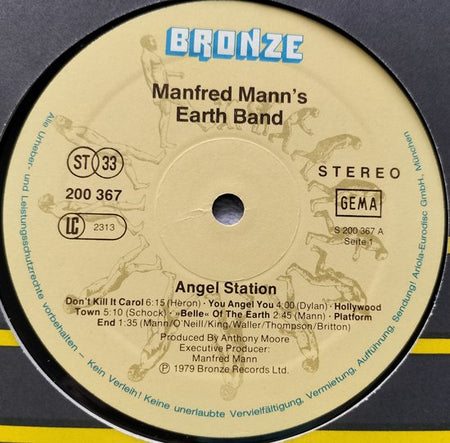 BRONZE
Manfred Mann's
Earth Band
ST 33
STEREO
200 367
GEMA
LC 2313
S 200 367 A
Seite 1
Angel Station
Don't Kill It Carol 6:15 (Heron) · You Angel You 4:00 (Dylan) · Hollywood
Town 5:10 (Schock) · »Belle« Of The Earth 2:45 (Mann) · Platform
End 1:35 (Mann/O'Neill/King/Waller/Thompson/Britton)
Produced By Anthony Moore
Executive Producer:
Manfred Mann
℗ 1979 Bronze Records Ltd.
Alle Urheber- und Leistungsschutzrechte vorbehalten – Kein Verleih! Keine unerlaubte Vervielfältigung, Vermietung, Aufführung, Sendung! Ariola-Eurodisc GmbH, München